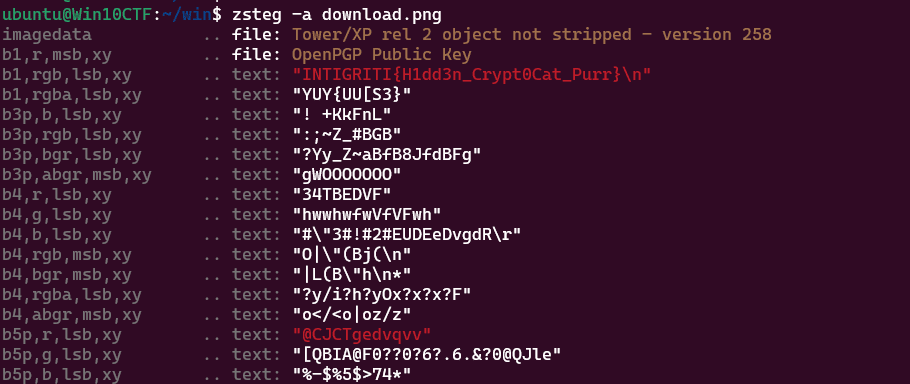 ubuntu@Win10CTF:~/win$ zsteg -a download.png
imagedata .. file: Tower/XP rel 2 object not stripped - version 258
b1,r,msb,xy .. file: OpenPGP Public Key
b1,rgb,lsb,xy .. text: "INTIGRITI{H1dd3n_Crypt0Cat_Purr}\n"
b1,rgba,lsb,xy .. text: "YUY{UU[S3}"
b3p,b,lsb,xy .. text: "! +KkFnL"
b3p,rgb,lsb,xy .. text: ":;~Z_#BGB"
b3p,bgr,lsb,xy .. text: "?Yy_Z~aBfB8JfdBFg"
b3p,abgr,msb,xy .. text: "gWOOOOOOO"
b4,r,lsb,xy .. text: "34TBEDVF"
b4,g,lsb,xy .. text: "hwwhwfwVfVFWh"
b4,b,lsb,xy .. text: "#\"3#!#2#EUDEeDvgdR\r"
b4,rgb,msb,xy .. text: "O|\"(Bj(\n"
b4,bgr,msb,xy .. text: "|L(B\"h\n*"
b4,rgba,lsb,xy .. text: "?y/i?h?yOx?x?x?F"
b4,abgr,msb,xy .. text: "o</<o|oz/z"
b5p,r,lsb,xy .. text: "@CJCTgedvqvv"
b5p,g,lsb,xy .. text: "[QBIA@F0??0?6?.6.&?0@QJle"
b5p,b,lsb,xy .. text: "%-$%5$>74*"